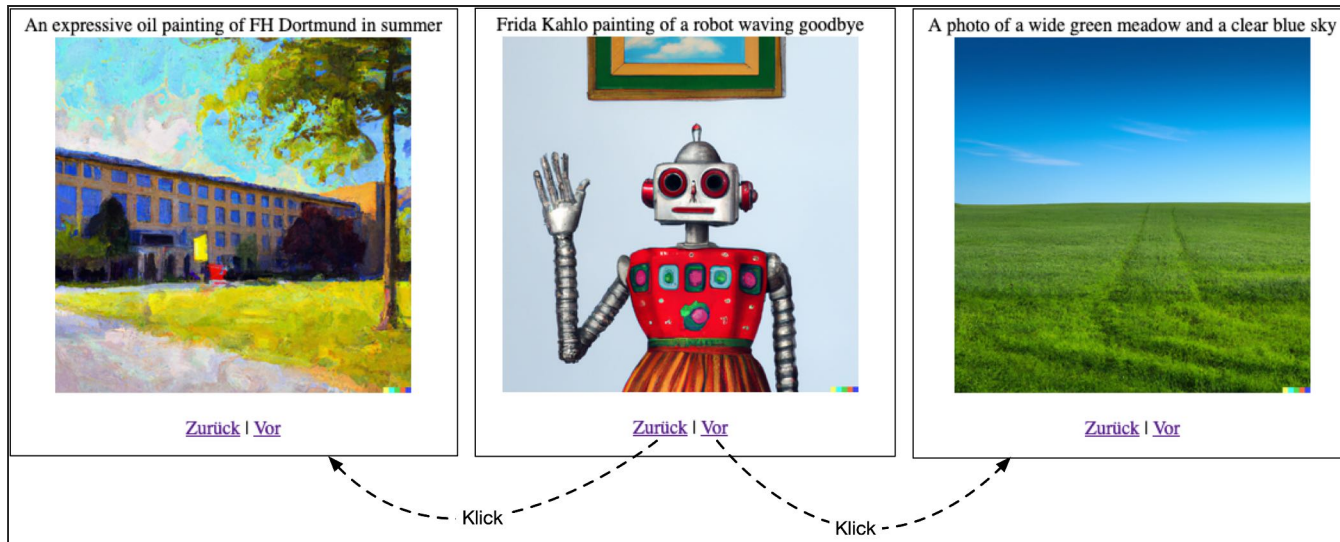 An expressive oil painting of FH Dortmund in summer
Zurück | Vor
Frida Kahlo painting of a robot waving goodbye
Zurück | Vor
A photo of a wide green meadow and a clear blue sky
Zurück | Vor
Klick
Klick